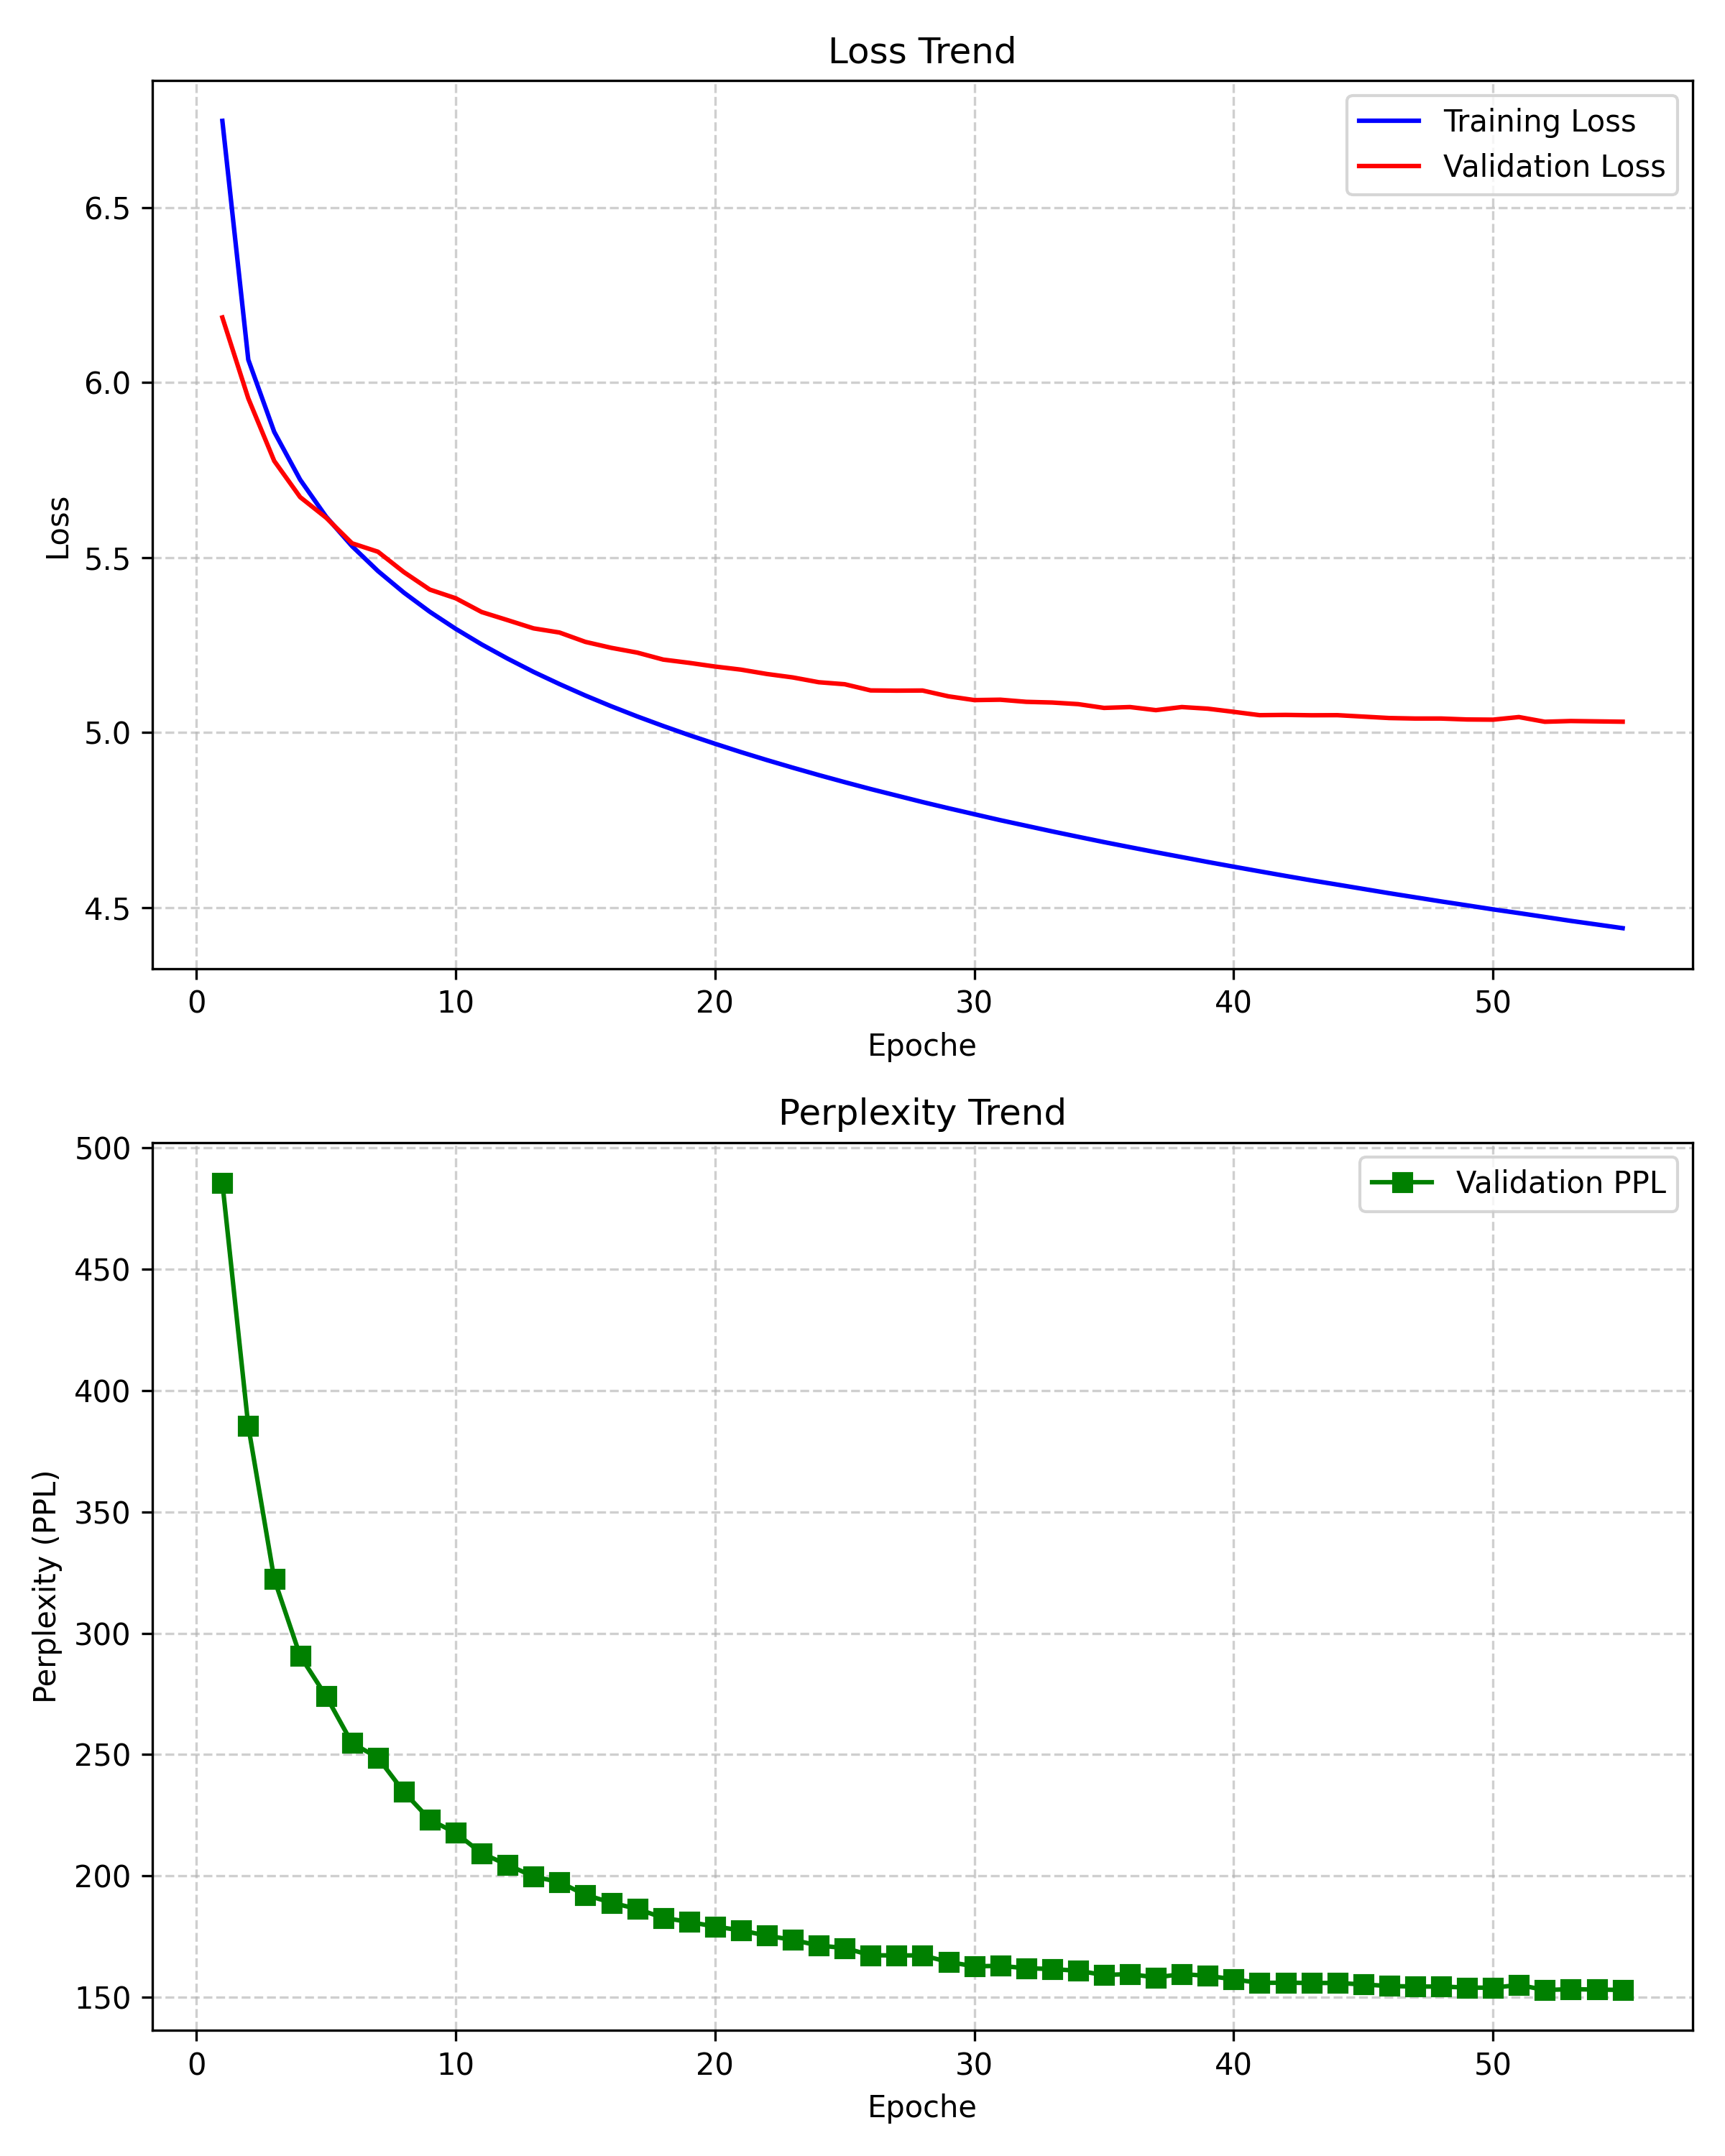 Loss Trend
Training Loss
Validation Loss
6.5
6.0
5.5
5.0
4.5
Loss
0 10 20 30 40 50
Epoche
Perplexity Trend
Validation PPL
500
450
400
350
300
250
200
150
Perplexity (PPL)
0 10 20 30 40 50
Epoche